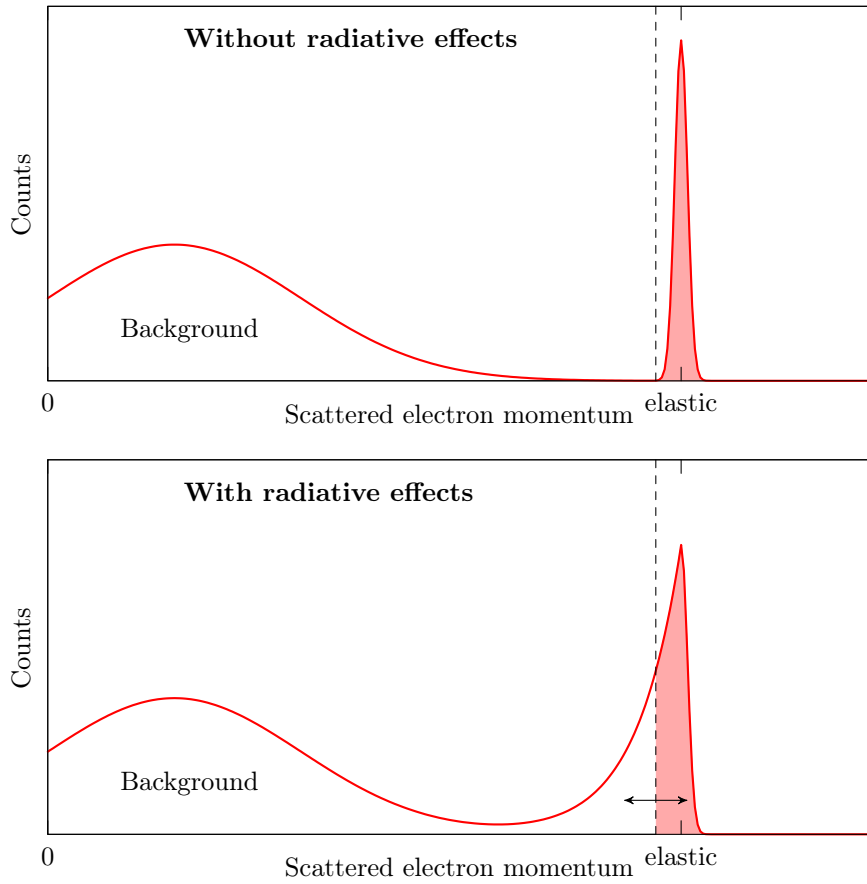 Without radiative effects
Counts
Background
0
elastic
Scattered electron momentum
With radiative effects
Counts
Background
0
elastic
Scattered electron momentum